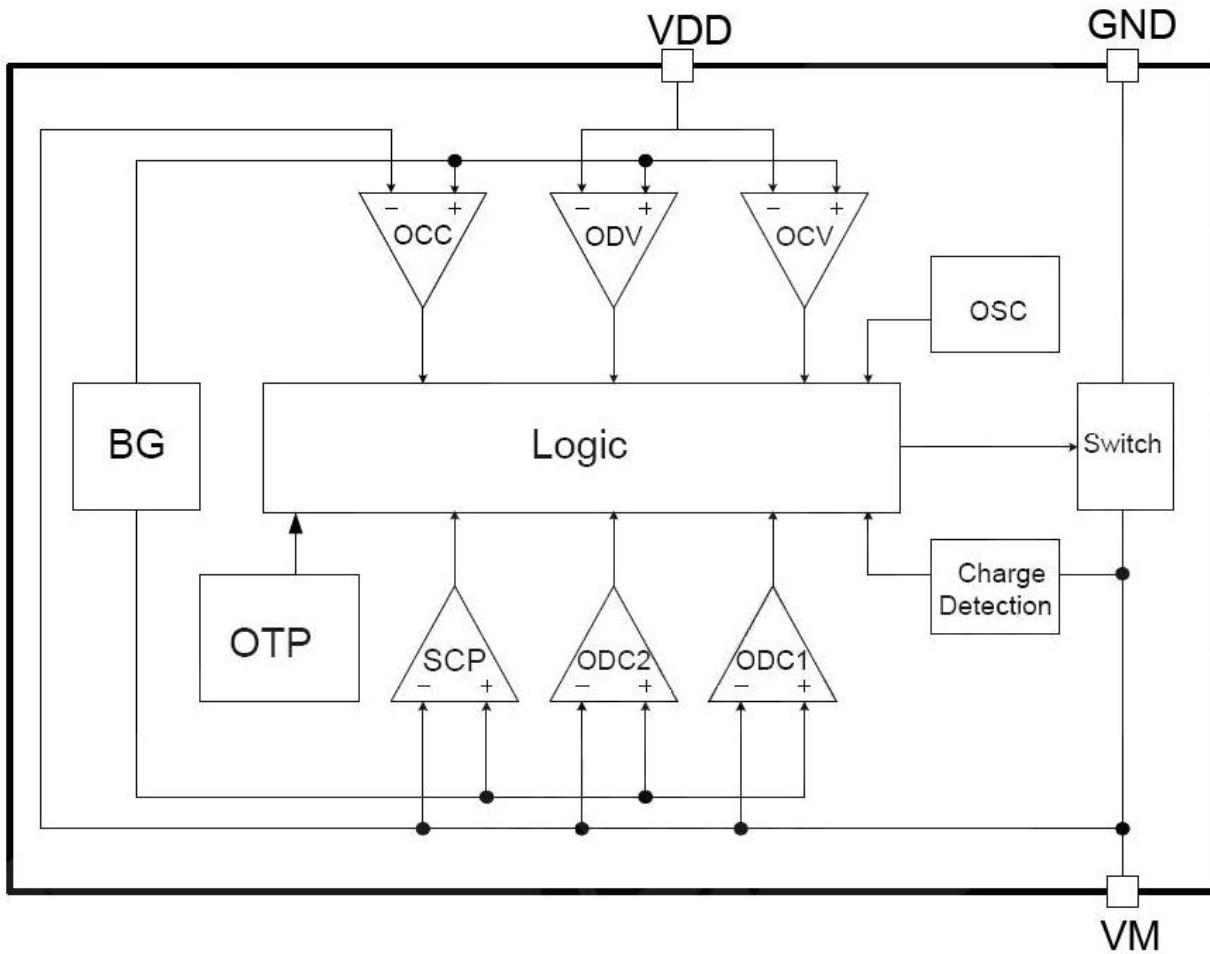 VDD
GND
− +
OCC
− +
ODV
− +
OCV
OSC
BG
Logic
Switch
OTP
SCP
− +
ODC2
− +
ODC1
− +
Charge
Detection
VM